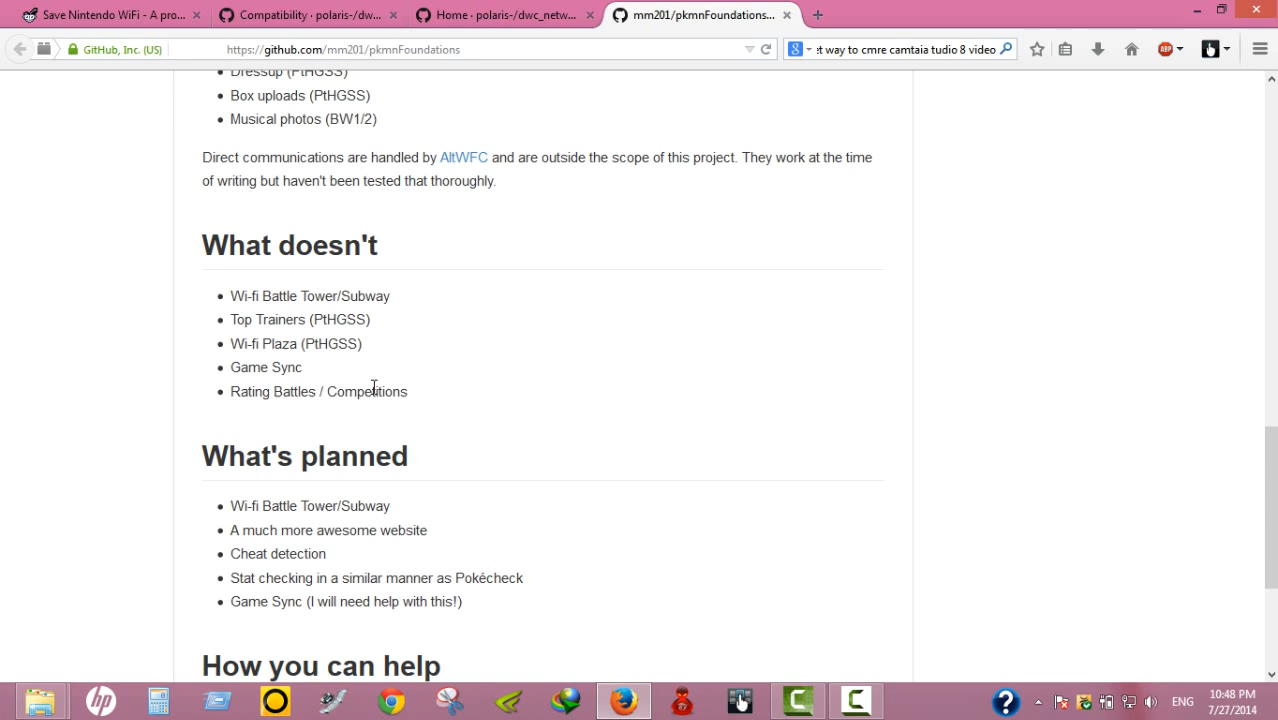 Save Nintendo WiFi - A pro...
Compatibility · polaris-/dw...
Home · polaris-/dwc_netw...
mm201/pkmnFoundations...
GitHub, Inc. (US)
https://github.com/mm201/pkmnFoundations
t way to cmre camtaia tudio 8 video
ABP
Dressup (PtHGSS)
Box uploads (PtHGSS)
Musical photos (BW1/2)
Direct communications are handled by AltWFC and are outside the scope of this project. They work at the time
of writing but haven't been tested that thoroughly.
What doesn't
Wi-fi Battle Tower/Subway
Top Trainers (PtHGSS)
Wi-fi Plaza (PtHGSS)
Game Sync
Rating Battles / Competitions
What's planned
Wi-fi Battle Tower/Subway
A much more awesome website
Cheat detection
Stat checking in a similar manner as Pokécheck
Game Sync (I will need help with this!)
How you can help
ENG
10:48 PM
7/27/2014